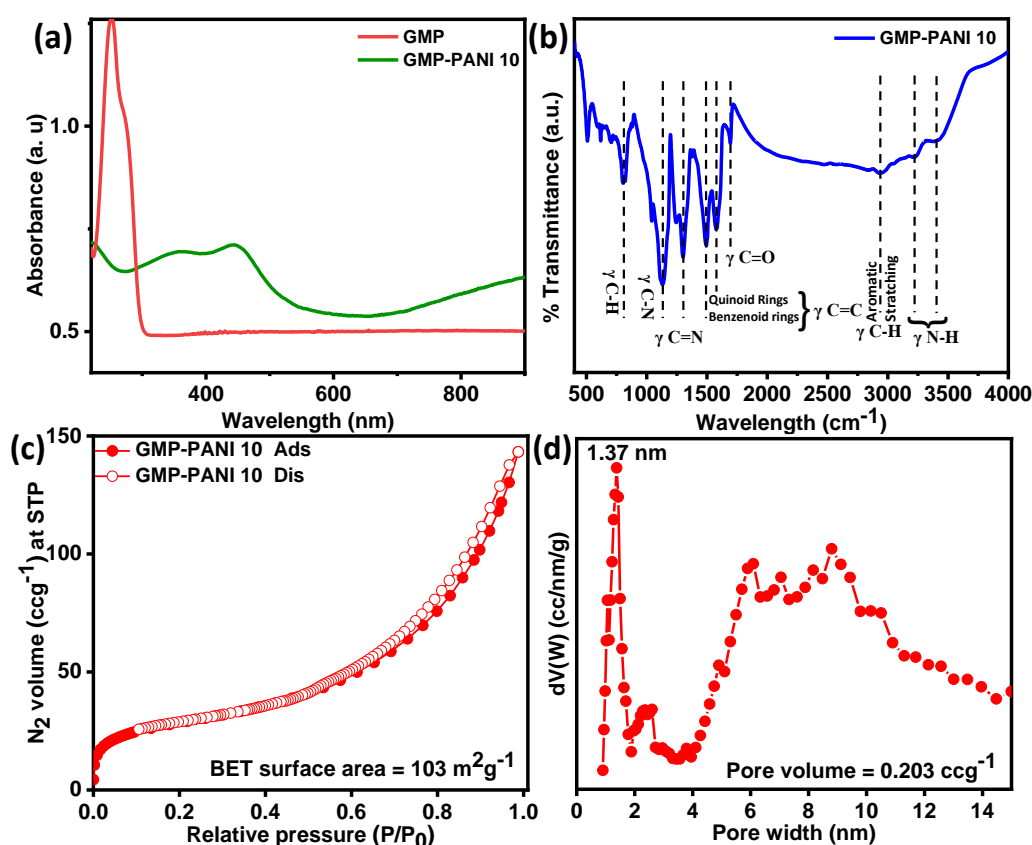 (a)
GMP
GMP-PANI 10
1.0
0.5
Absorbance (a. u)
400
600
800
Wavelength (nm)
(b)
GMP-PANI 10
% Transmittance (a.u.)
γ C-H
γ C-N
γ C=N
γ C=O
Quinoid Rings
Benzenoid rings
γ C=C
Aromatic
Stretching
γ C-H
γ N-H
500 1000 1500 2000 2500 3000 3500 4000
Wavelength (cm⁻¹)
(c)
GMP-PANI 10 Ads
GMP-PANI 10 Dis
150
100
50
0
N₂ volume (ccg⁻¹) at STP
BET surface area = 103 m²g⁻¹
0.0 0.2 0.4 0.6 0.8 1.0
Relative pressure (P/P₀)
(d)
1.37 nm
dV(W) (cc/nm/g)
Pore volume = 0.203 ccg⁻¹
0 2 4 6 8 10 12 14
Pore width (nm)